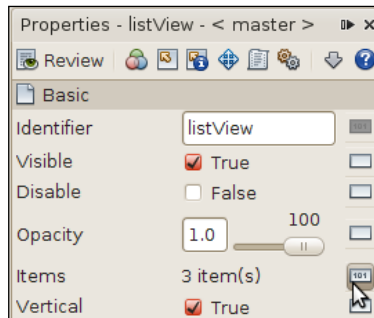 Properties - listView - < master >
Review
Basic
Identifier listView
Visible True
Disable False
Opacity 1.0 100
Items 3 item(s) 101
Vertical True